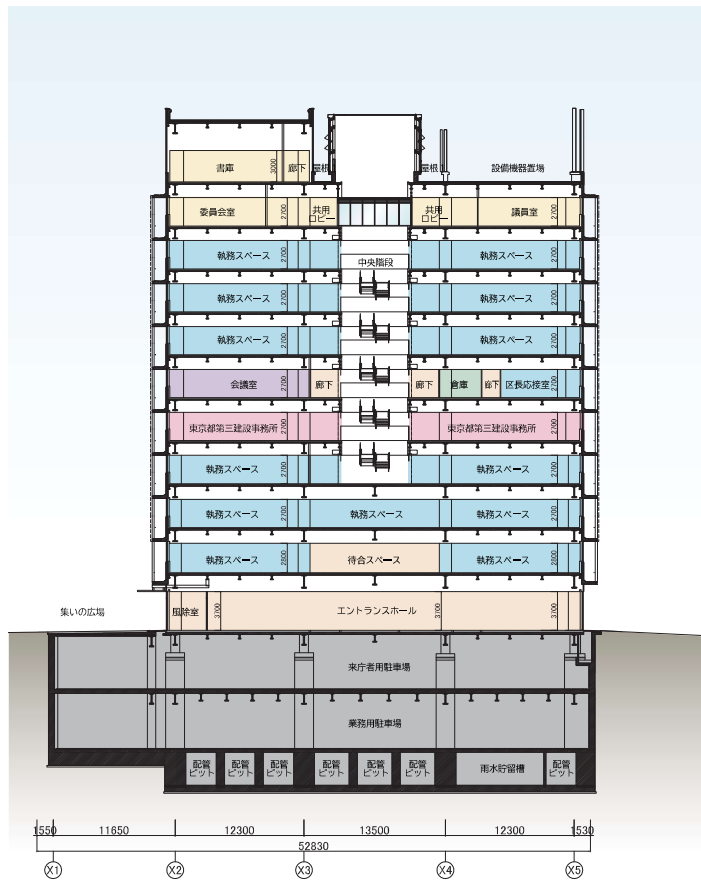 書庫 3000 廊下 屋根 屋根 設備機器置場
委員会室 2700 共用ロビー 共用ロビー 議員室 2700
執務スペース 2700 執務スペース 2700
中央階段
執務スペース 2700 執務スペース 2700
執務スペース 2700 執務スペース 2700
会議室 2700 廊下 廊下 倉庫 廊下 区長応接室 2700
東京都第三建設事務所 2700 東京都第三建設事務所 2700
執務スペース 2700 執務スペース 2700
執務スペース 2700 執務スペース 執務スペース 2700
執務スペース 2800 待合スペース 執務スペース 2800
集いの広場 風除室 3700 エントランスホール 3700 3700
来庁者用駐車場
業務用駐車場
配管ピット 配管ピット 配管ピット 配管ピット 配管ピット 配管ピット 雨水貯留槽 配管ピット
1550 11650 12300 13500 12300 1530
52830
X1 X2 X3 X4 X5